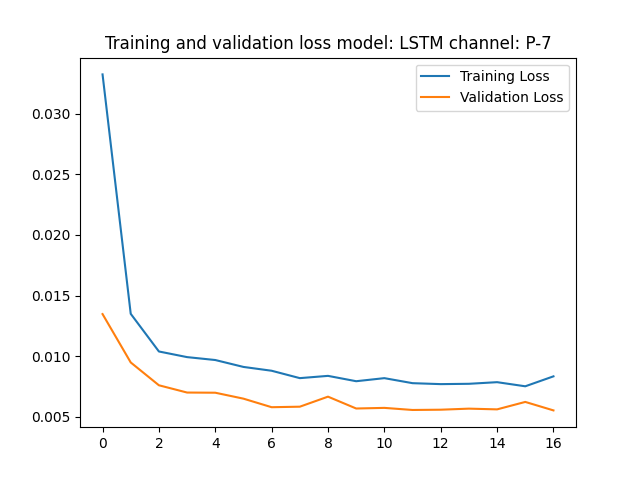 Training and validation loss model: LSTM channel: P-7
Training Loss
Validation Loss
0.030
0.025
0.020
0.015
0.010
0.005
0 2 4 6 8 10 12 14 16